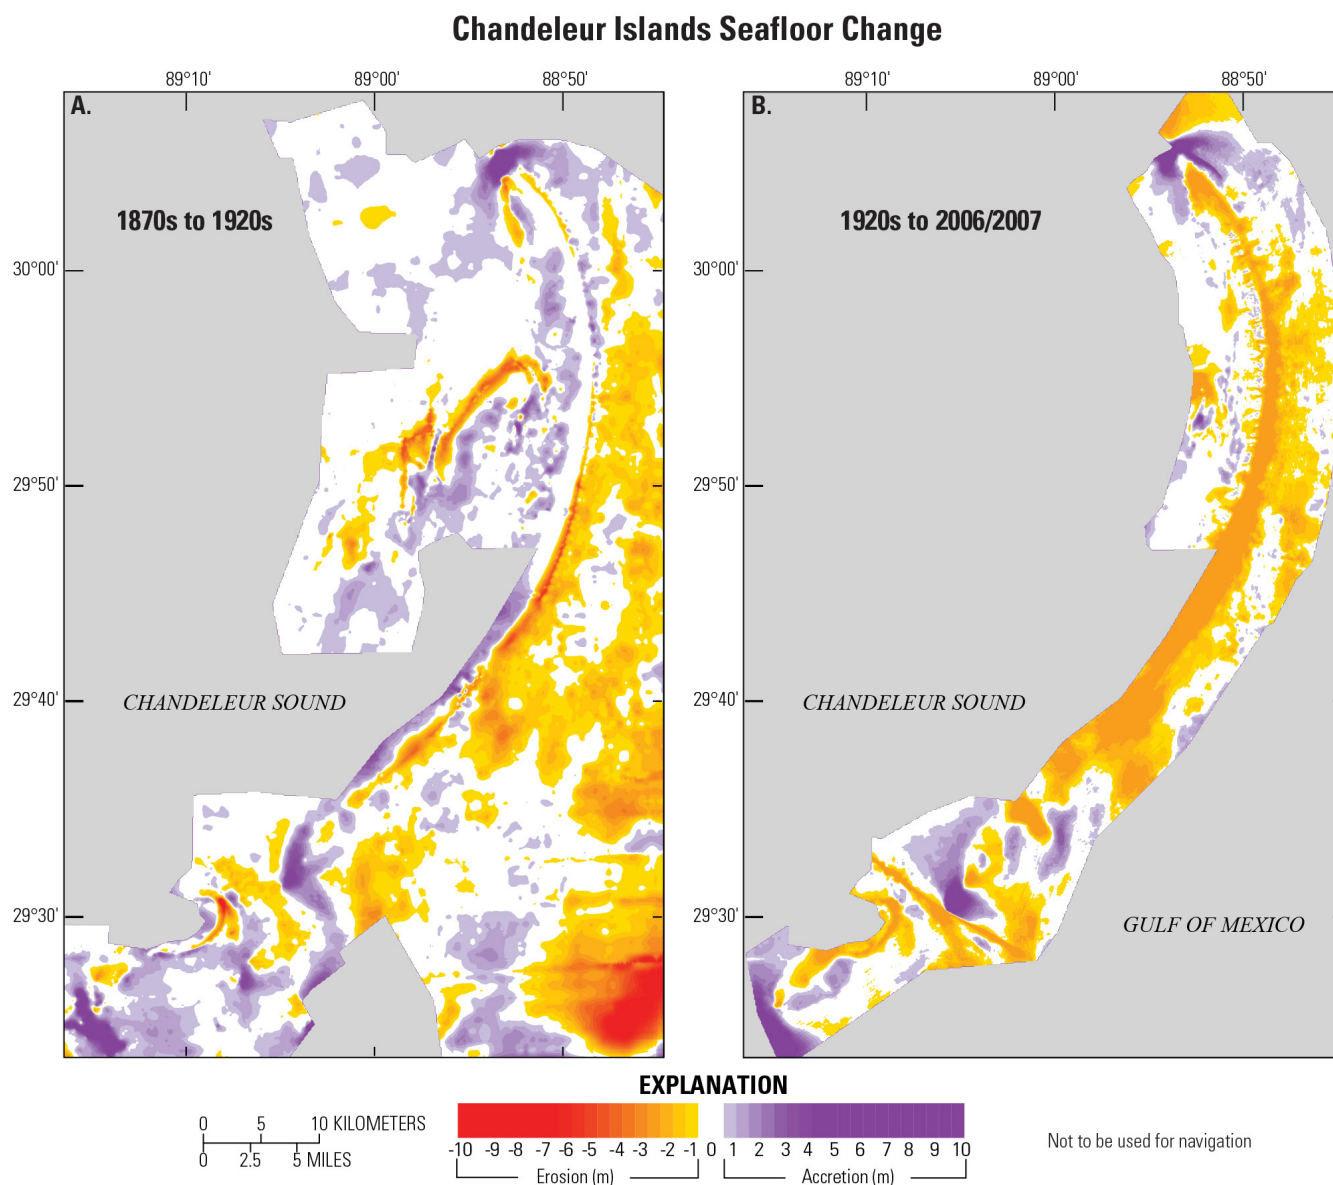 Chandeleur Islands Seafloor Change
89°10' 89°00' 88°50' 89°10' 89°00' 88°50'
A. B.
1870s to 1920s 1920s to 2006/2007
30°00' 30°00'
29°50' 29°50'
29°40' 29°40'
CHANDELEUR SOUND CHANDELEUR SOUND
29°30' 29°30'
GULF OF MEXICO
EXPLANATION
0 5 10 KILOMETERS
0 2.5 5 MILES
-10 -9 -8 -7 -6 -5 -4 -3 -2 -1 0 1 2 3 4 5 6 7 8 9 10
Erosion (m) Accretion (m)
Not to be used for navigation